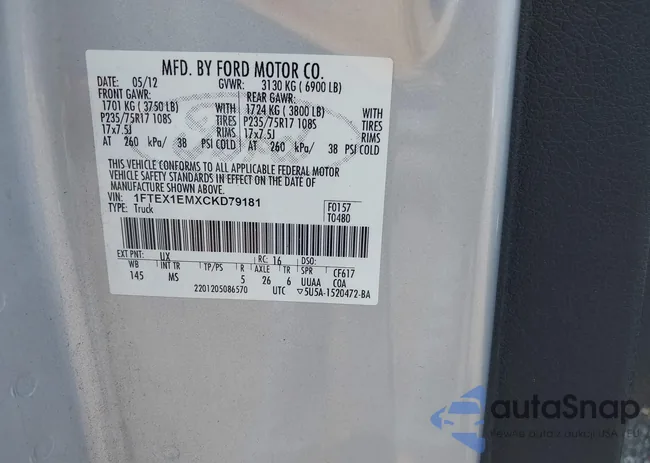 MFD. BY FORD MOTOR CO.
DATE: 05/12 GVWR: 3130 KG ( 6900 LB)
FRONT GAWR: REAR GAWR:
1701 KG ( 3750 LB) WITH 1724 KG ( 3800 LB) WITH
P235/75R17 108S TIRES P235/75R17 108S TIRES
17x7.5J RIMS 17x7.5J RIMS
AT 260 kPa/ 38 PSI COLD AT 260 kPa/ 38 PSI COLD
THIS VEHICLE CONFORMS TO ALL APPLICABLE FEDERAL MOTOR
VEHICLE SAFETY STANDARDS IN EFFECT ON THE DATE OF
MANUFACTURE SHOWN ABOVE.
VIN: 1FTEX1EMXCKD79181 F0157
TYPE: Truck T0480
EXT PNT: UX RC: 16 DSO:
WB INT TR TP/PS R AXLE TR SPR CF617
145 MS 5 26 6 UUAA COA
2201205086570 UTC ▽5U5A-1520472-BA
autaSnap